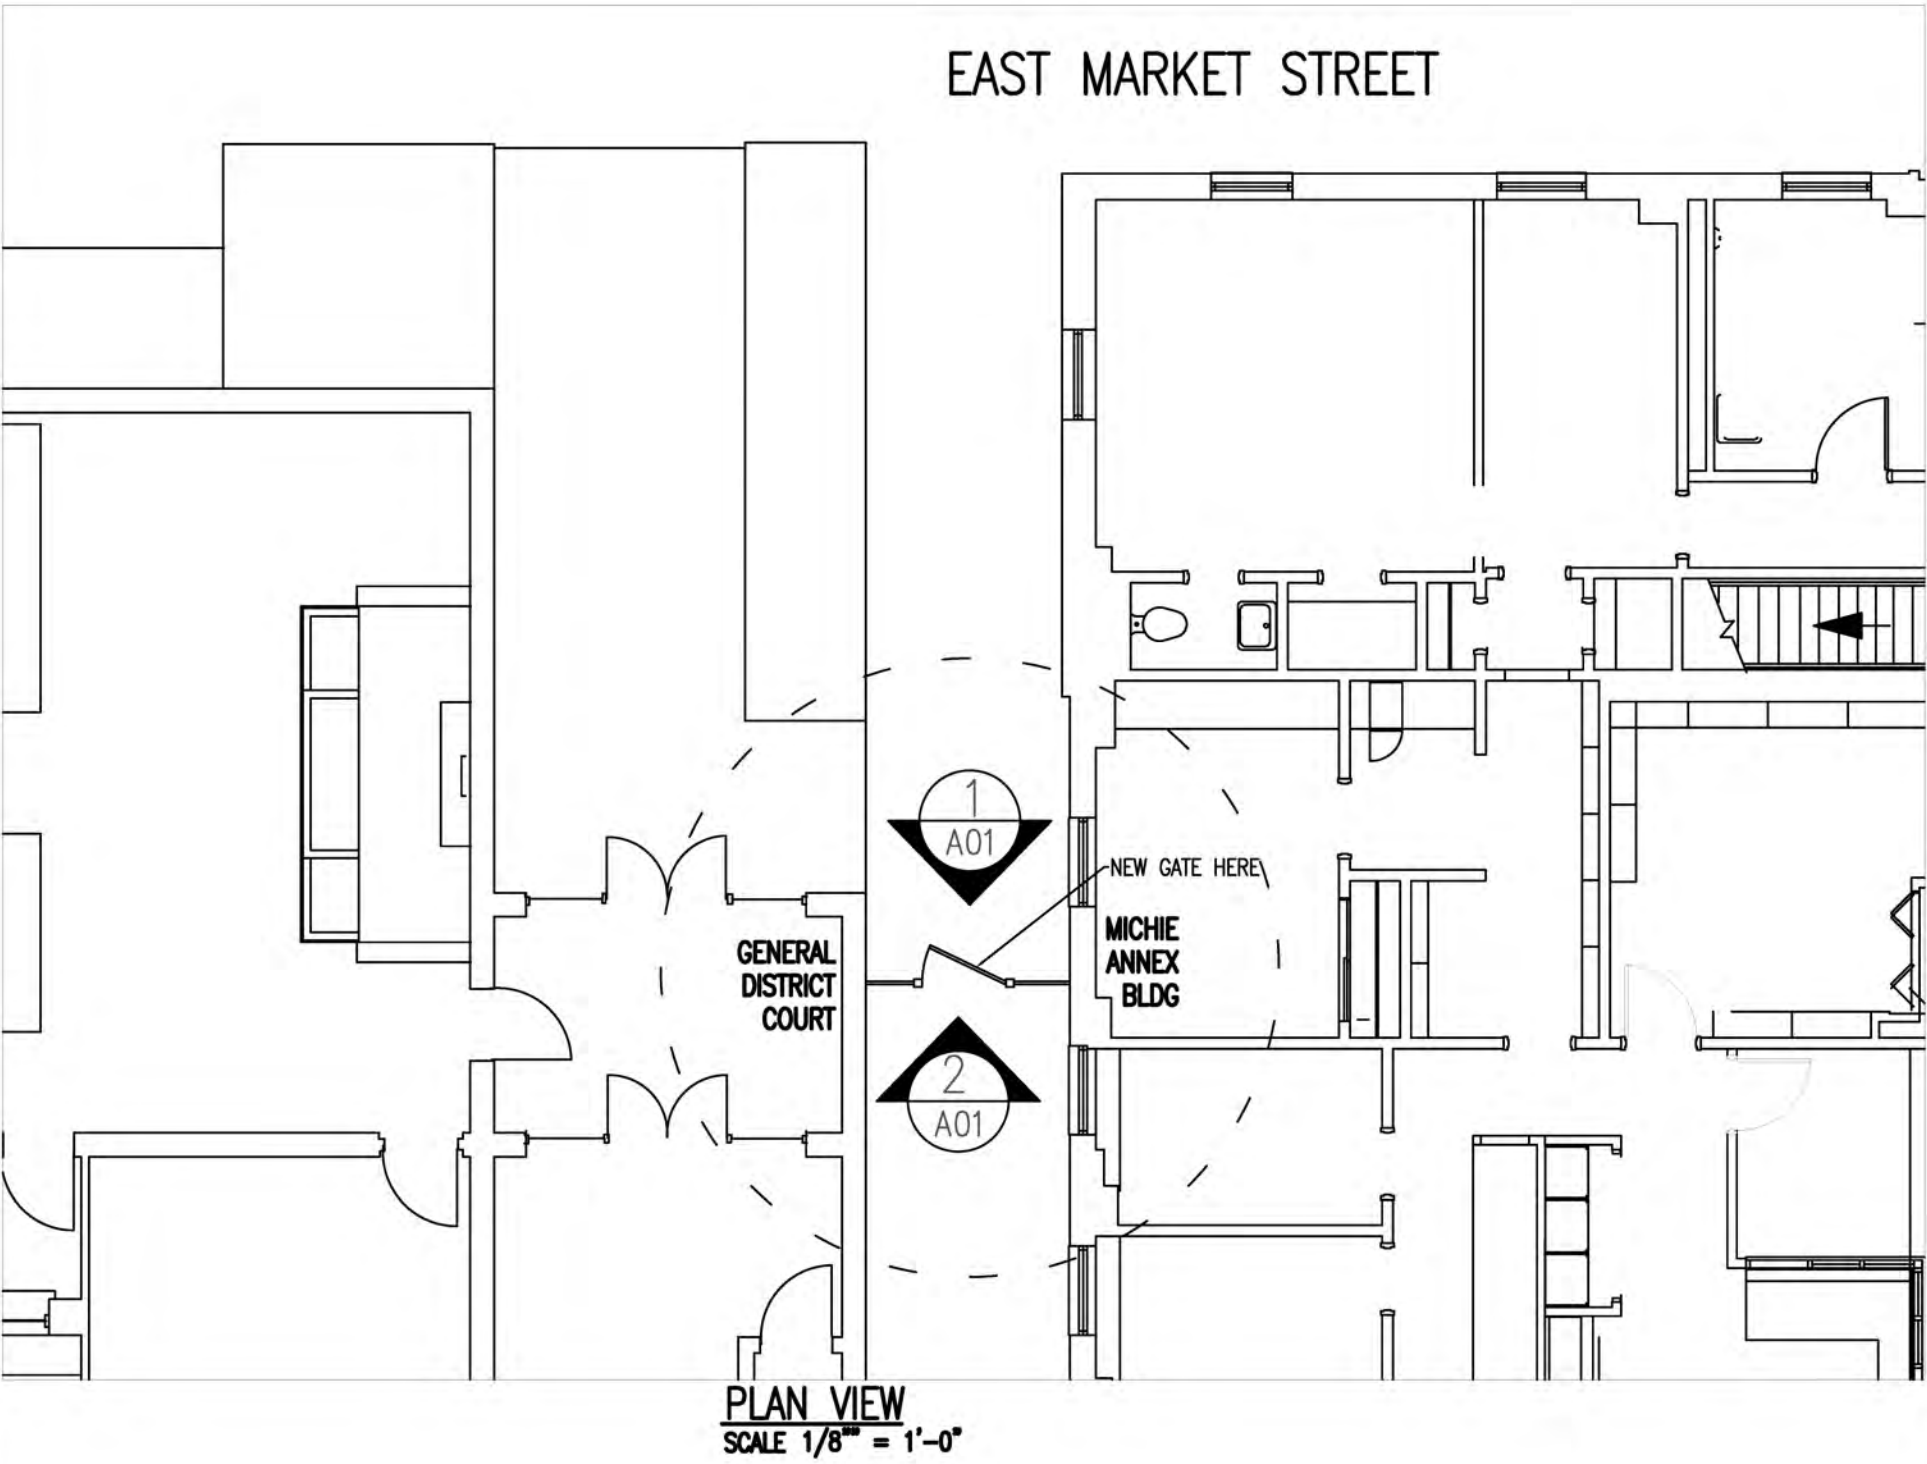 EAST MARKET STREET
1
A01
NEW GATE HERE
MICHIE
ANNEX
BLDG
GENERAL
DISTRICT
COURT
2
A01
PLAN VIEW
SCALE 1/8"" = 1'-0"